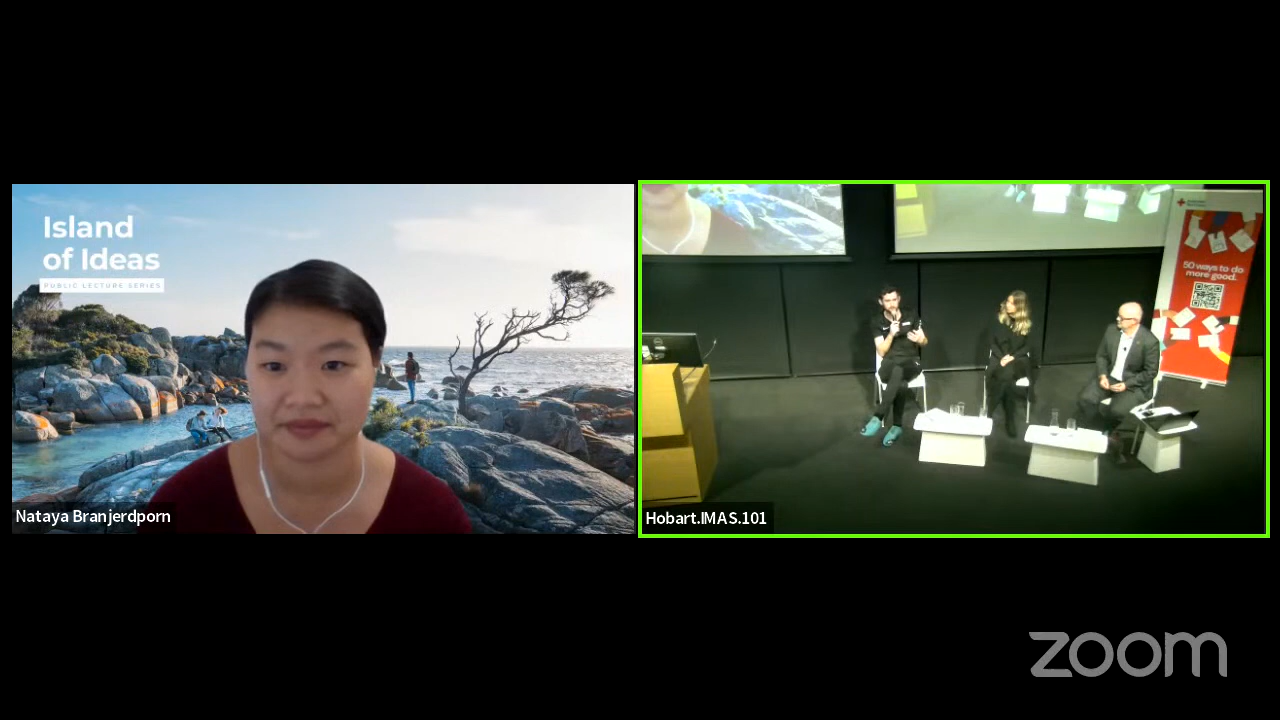 Island
of Ideas
PUBLIC LECTURE SERIES
Nataya Branjerdporn
50 ways to do
more good.
Hobart.IMAS.101
zoom